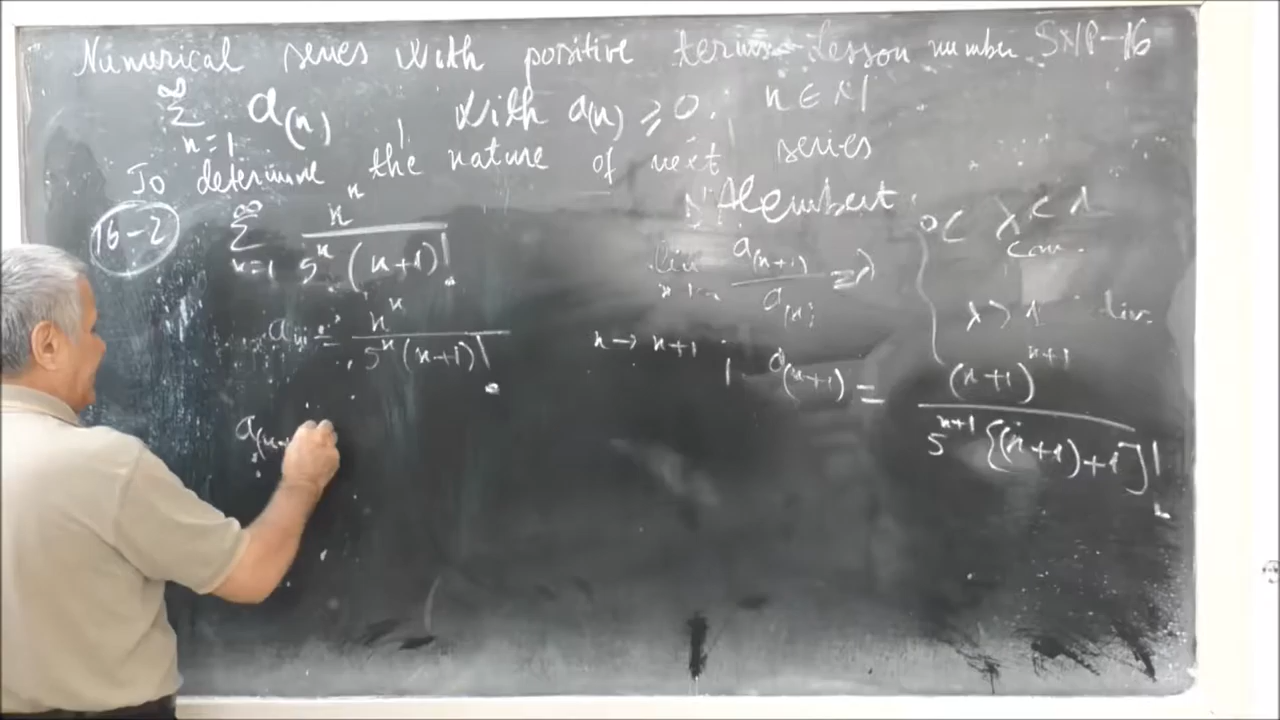 Numerical series with positive terms - Lesson number SNP-16
∞ Σ n=1 a(n), with a(n) ⩾ 0. n ∈ N
To determine the nature of next series
16-2 ∞ Σ n=1 n^n / 5^n (n+1)!
D'Alembert.
lim a(n+1) / a(n) = λ
0 < λ < 1 conv.
λ > 1 div.
a(n) = n^n / 5^n (n+1)!
n → n+1, a(n+1) = (n+1)^n+1 / 5^n+1 [(n+1)+1]!